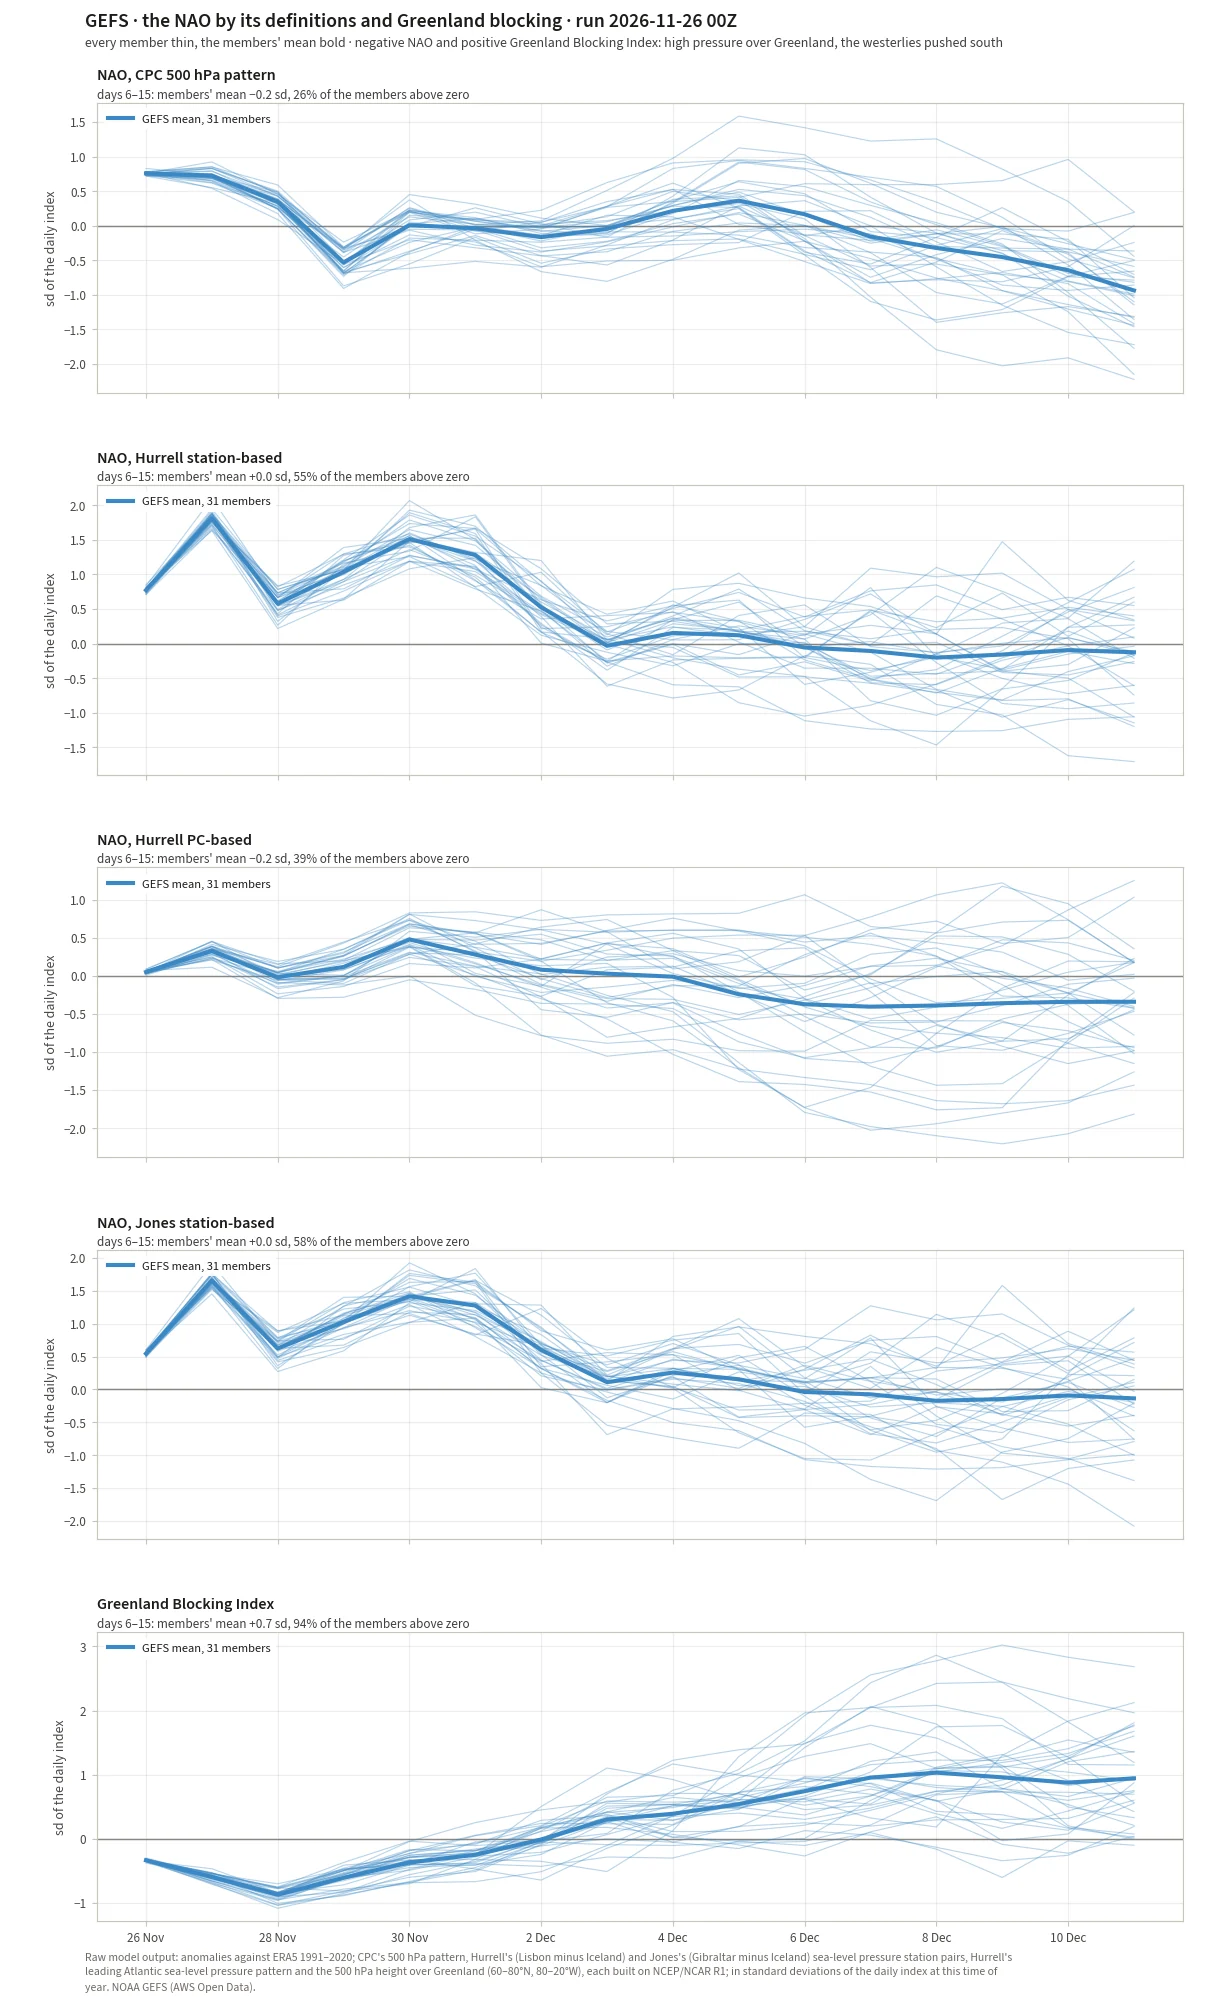 GEFS · the NAO by its definitions and Greenland blocking · run 2026-11-26 00Z
every member thin, the members' mean bold · negative NAO and positive Greenland Blocking Index: high pressure over Greenland, the westerlies pushed south
NAO, CPC 500 hPa pattern
days 6–15: members' mean −0.2 sd, 26% of the members above zero
GEFS mean, 31 members
sd of the daily index
1.5
1.0
0.5
0.0
−0.5
−1.0
−1.5
−2.0
NAO, Hurrell station-based
days 6–15: members' mean +0.0 sd, 55% of the members above zero
GEFS mean, 31 members
sd of the daily index
2.0
1.5
1.0
0.5
0.0
−0.5
−1.0
−1.5
NAO, Hurrell PC-based
days 6–15: members' mean −0.2 sd, 39% of the members above zero
GEFS mean, 31 members
sd of the daily index
1.0
0.5
0.0
−0.5
−1.0
−1.5
−2.0
NAO, Jones station-based
days 6–15: members' mean +0.0 sd, 58% of the members above zero
GEFS mean, 31 members
sd of the daily index
2.0
1.5
1.0
0.5
0.0
−0.5
−1.0
−1.5
−2.0
Greenland Blocking Index
days 6–15: members' mean +0.7 sd, 94% of the members above zero
GEFS mean, 31 members
sd of the daily index
3
2
1
0
−1
26 Nov
28 Nov
30 Nov
2 Dec
4 Dec
6 Dec
8 Dec
10 Dec
Raw model output: anomalies against ERA5 1991–2020; CPC's 500 hPa pattern, Hurrell's (Lisbon minus Iceland) and Jones's (Gibraltar minus Iceland) sea-level pressure station pairs, Hurrell's
leading Atlantic sea-level pressure pattern and the 500 hPa height over Greenland (60–80°N, 80–20°W), each built on NCEP/NCAR R1; in standard deviations of the daily index at this time of
year. NOAA GEFS (AWS Open Data).